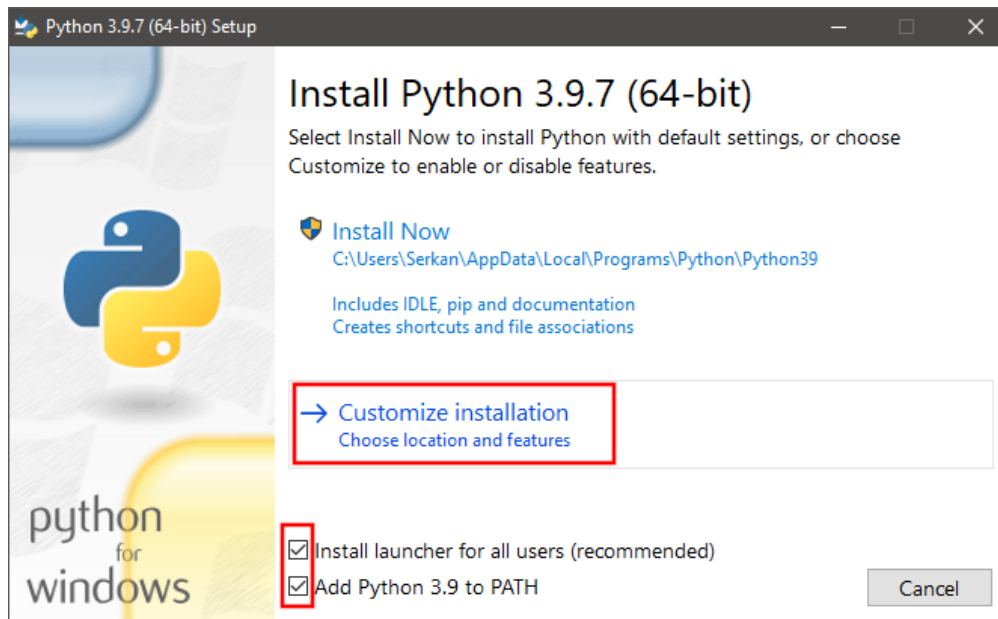 Python 3.9.7 (64-bit) Setup
Install Python 3.9.7 (64-bit)
Select Install Now to install Python with default settings, or choose
Customize to enable or disable features.
Install Now
C:\Users\Serkan\AppData\Local\Programs\Python\Python39
Includes IDLE, pip and documentation
Creates shortcuts and file associations
→ Customize installation
Choose location and features
python
for
windows
Install launcher for all users (recommended)
Add Python 3.9 to PATH
Cancel